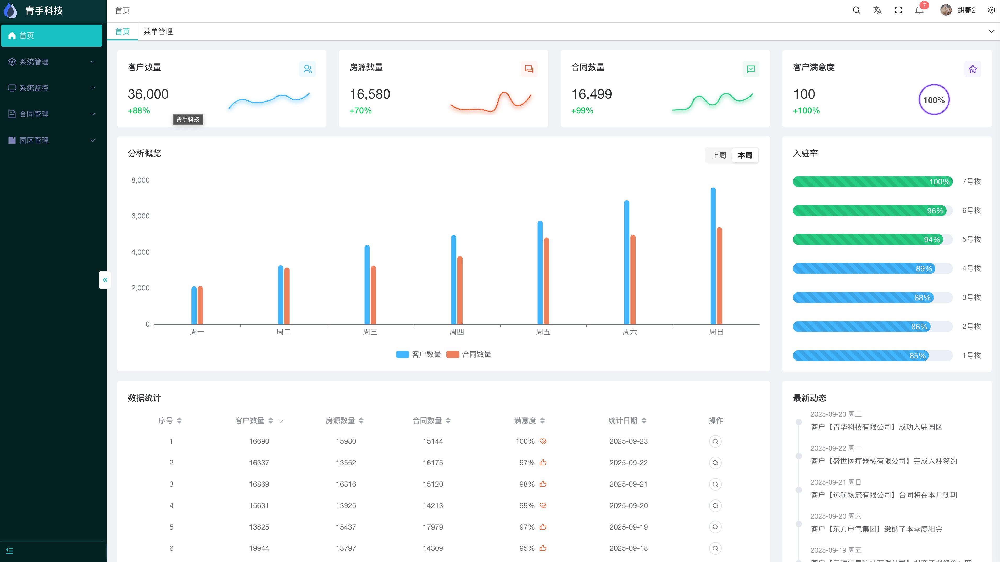 青手科技
首页
系统管理
系统监控
合同管理
园区管理
首页
7
胡鹏2
首页
菜单管理
客户数量
36,000
+88%
青手科技
房源数量
16,580
+70%
合同数量
16,499
+99%
客户满意度
100
+100%
100%
分析概览
上周 本周
8,000
6,000
4,000
2,000
0
周一 周二 周三 周四 周五 周六 周日
客户数量 合同数量
入驻率
100% 7号楼
96% 6号楼
94% 5号楼
89% 4号楼
88% 3号楼
86% 2号楼
85% 1号楼
数据统计
序号 客户数量 房源数量 合同数量 满意度 统计日期 操作
1 16690 15980 15144 100% 2025-09-23
2 16337 13552 16175 97% 2025-09-22
3 16869 16316 15120 98% 2025-09-21
4 15631 13925 14213 99% 2025-09-20
5 13825 15437 17979 97% 2025-09-19
6 19944 13797 14309 95% 2025-09-18
最新动态
2025-09-23 周二
客户【青华科技有限公司】成功入驻园区
2025-09-22 周一
客户【盛世医疗器械有限公司】完成入驻签约
2025-09-21 周日
客户【远航物流有限公司】合同将在本月到期
2025-09-20 周六
客户【东方电气集团】缴纳了本季度租金
2025-09-19 周五